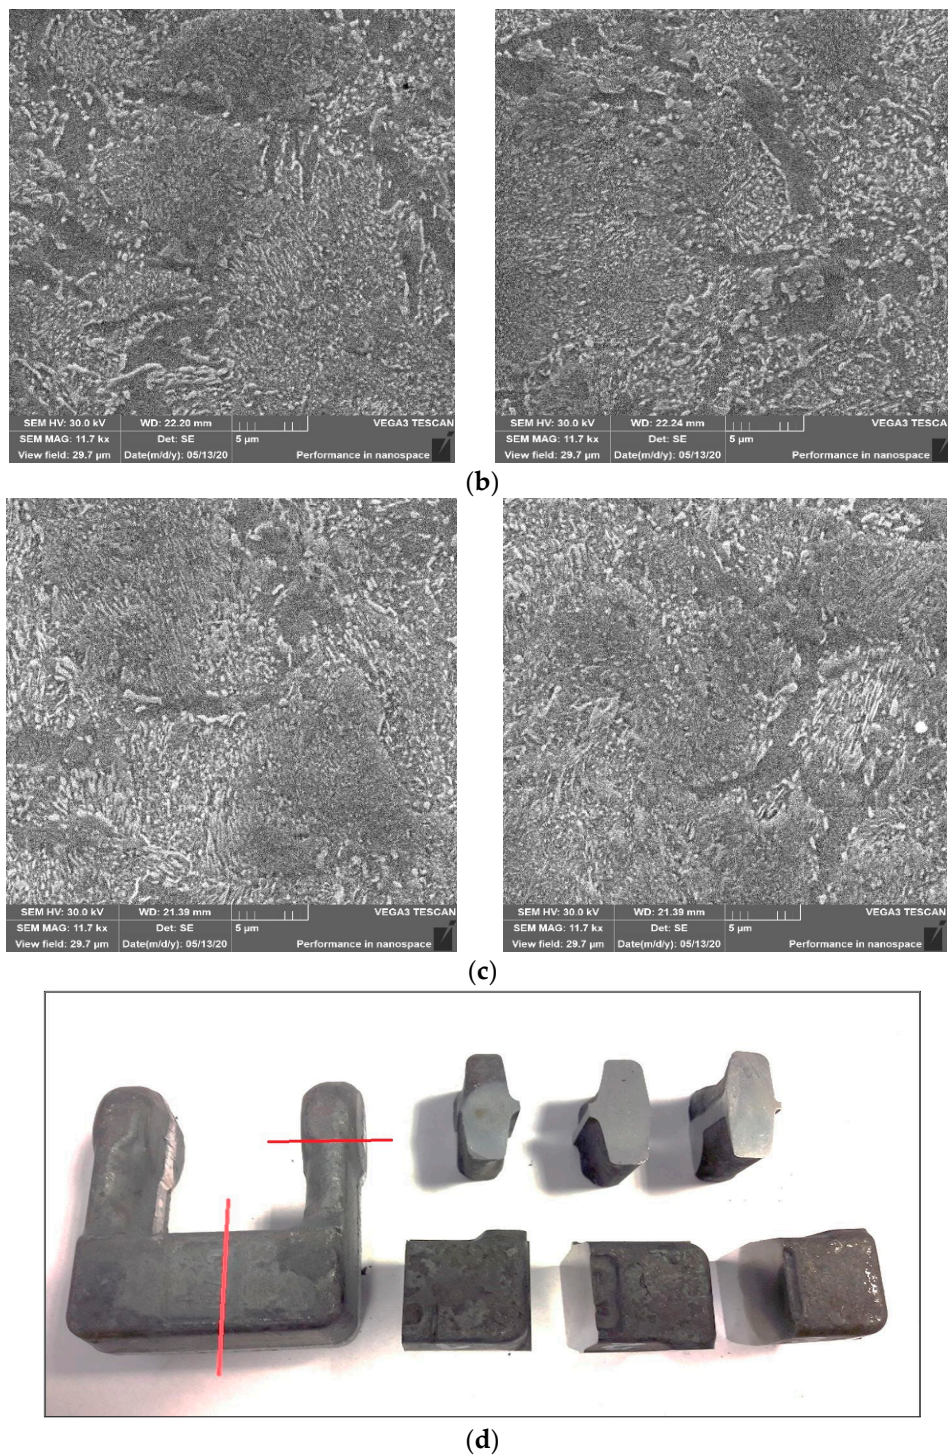 SEM HV: 30.0 kV WD: 22.20 mm VEGA3 TESCAN
SEM MAG: 11.7 kx Det: SE 5 µm
View field: 29.7 µm Date(m/d/y): 05/13/20 Performance in nanospace
SEM HV: 30.0 kV WD: 22.24 mm VEGA3 TESCAN
SEM MAG: 11.7 kx Det: SE 5 µm
View field: 29.7 µm Date(m/d/y): 05/13/20 Performance in nanospace
(b)
SEM HV: 30.0 kV WD: 21.39 mm VEGA3 TESCAN
SEM MAG: 11.7 kx Det: SE 5 µm
View field: 29.7 µm Date(m/d/y): 05/13/20 Performance in nanospace
SEM HV: 30.0 kV WD: 21.39 mm VEGA3 TESCAN
SEM MAG: 11.7 kx Det: SE 5 µm
View field: 29.7 µm Date(m/d/y): 05/13/20 Performance in nanospace
(c)
(d)